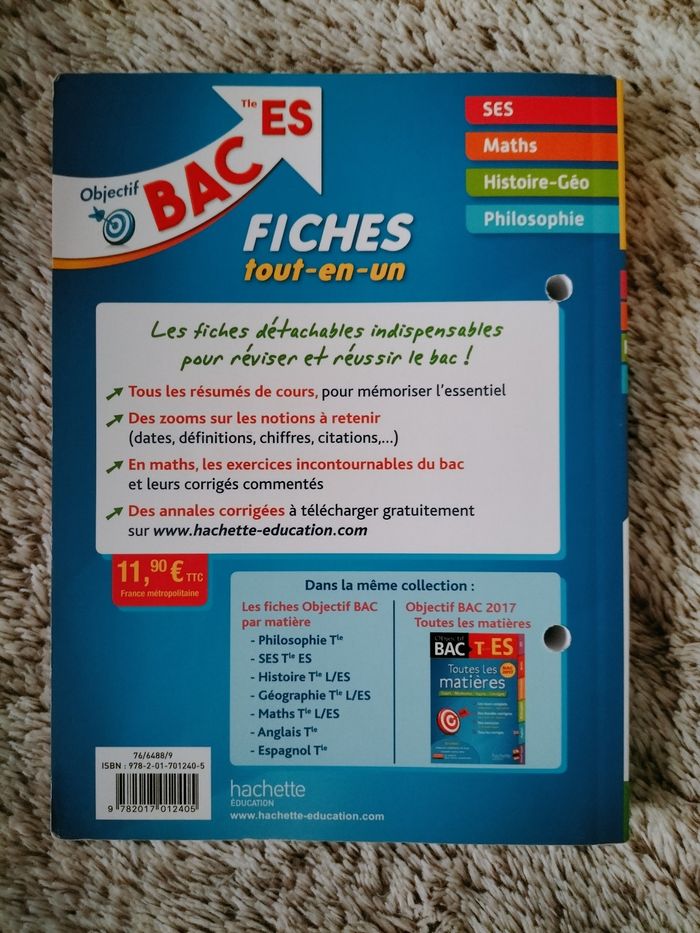 Tle ES
Objectif BAC
FICHES
tout-en-un
SES
Maths
Histoire-Géo
Philosophie
Les fiches détachables indispensables
pour réviser et réussir le bac !
Tous les résumés de cours, pour mémoriser l'essentiel
Des zooms sur les notions à retenir
(dates, définitions, chiffres, citations,...)
En maths, les exercices incontournables du bac
et leurs corrigés commentés
Des annales corrigées à télécharger gratuitement
sur www.hachette-education.com
11,90 € TTC
France métropolitaine
Dans la même collection :
Les fiches Objectif BAC
par matière
- Philosophie Tle
- SES Tle ES
- Histoire Tle L/ES
- Géographie Tle L/ES
- Maths Tle L/ES
- Anglais Tle
- Espagnol Tle
Objectif BAC 2017
Toutes les matières
Objectif
BAC T ES
Toutes les
matières
76/6488/9
ISBN : 978-2-01-701240-5
9 782017 012405
hachette
ÉDUCATION
www.hachette-education.com